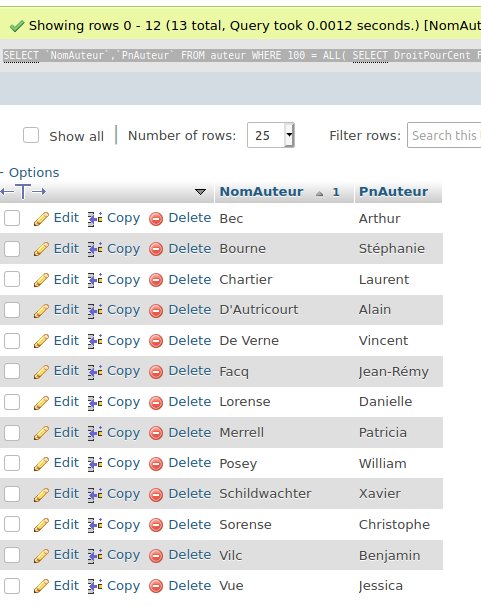 Showing rows 0 - 12 (13 total, Query took 0.0012 seconds.) [NomAut
SELECT `NomAuteur`,`PnAuteur` FROM auteur WHERE 100 = ALL( SELECT DroitPourCent F
Show all Number of rows: 25 Filter rows: Search this
- Options
NomAuteur 1 PnAuteur
Edit Copy Delete Bec Arthur
Edit Copy Delete Bourne Stéphanie
Edit Copy Delete Chartier Laurent
Edit Copy Delete D'Autricourt Alain
Edit Copy Delete De Verne Vincent
Edit Copy Delete Facq Jean-Rémy
Edit Copy Delete Lorense Danielle
Edit Copy Delete Merrell Patricia
Edit Copy Delete Posey William
Edit Copy Delete Schildwachter Xavier
Edit Copy Delete Sorense Christophe
Edit Copy Delete Vilc Benjamin
Edit Copy Delete Vue Jessica